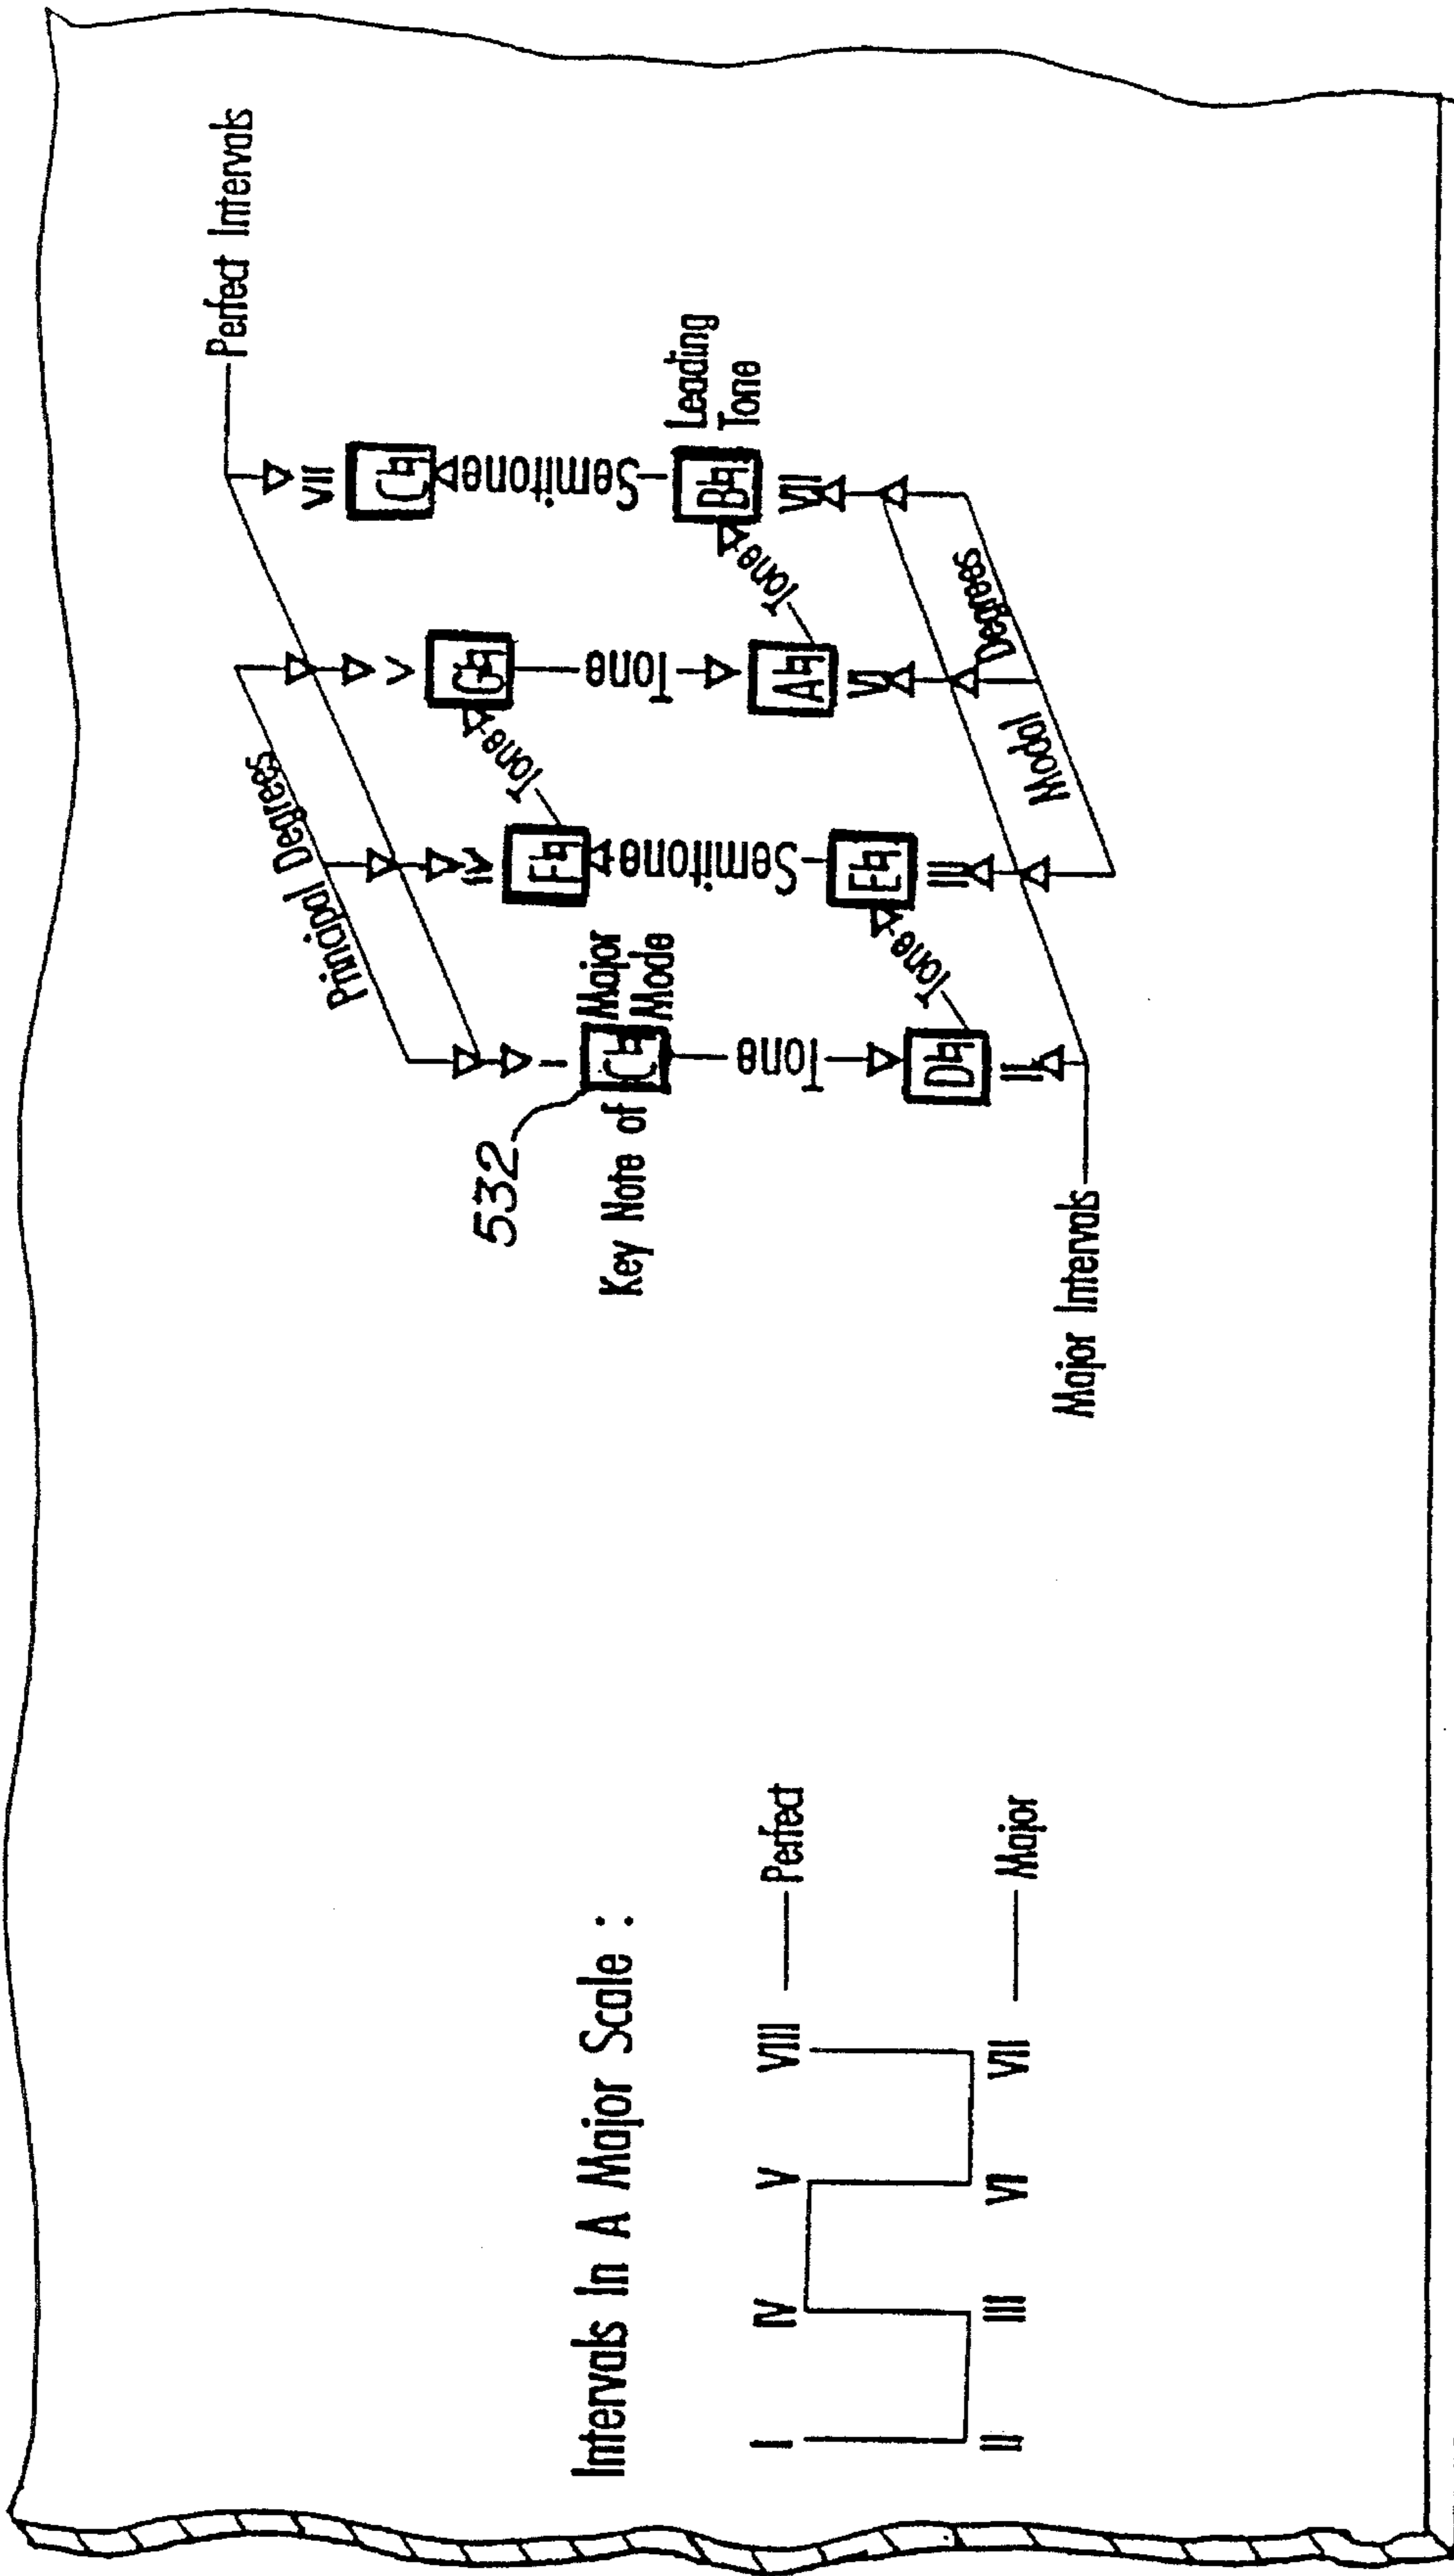 Intervals In A Major Scale :
I IV V VIII — Perfect
II III VI VII — Major
Perfect Intervals
Principal Degrees
I IV V VII
532
Key Note of C♮ Major Mode
F♮ G♮ C♮
Tone Semitone Tone Semitone
Tone Tone Tone
D♮ E♮ A♮ B♮ Leading Tone
II III VI VII
Modal Degrees
Major Intervals